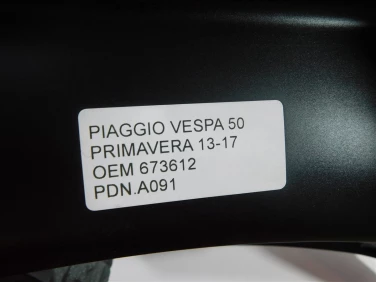 PIAGGIO VESPA 50
PRIMAVERA 13-17
OEM 673612
PDN.A091